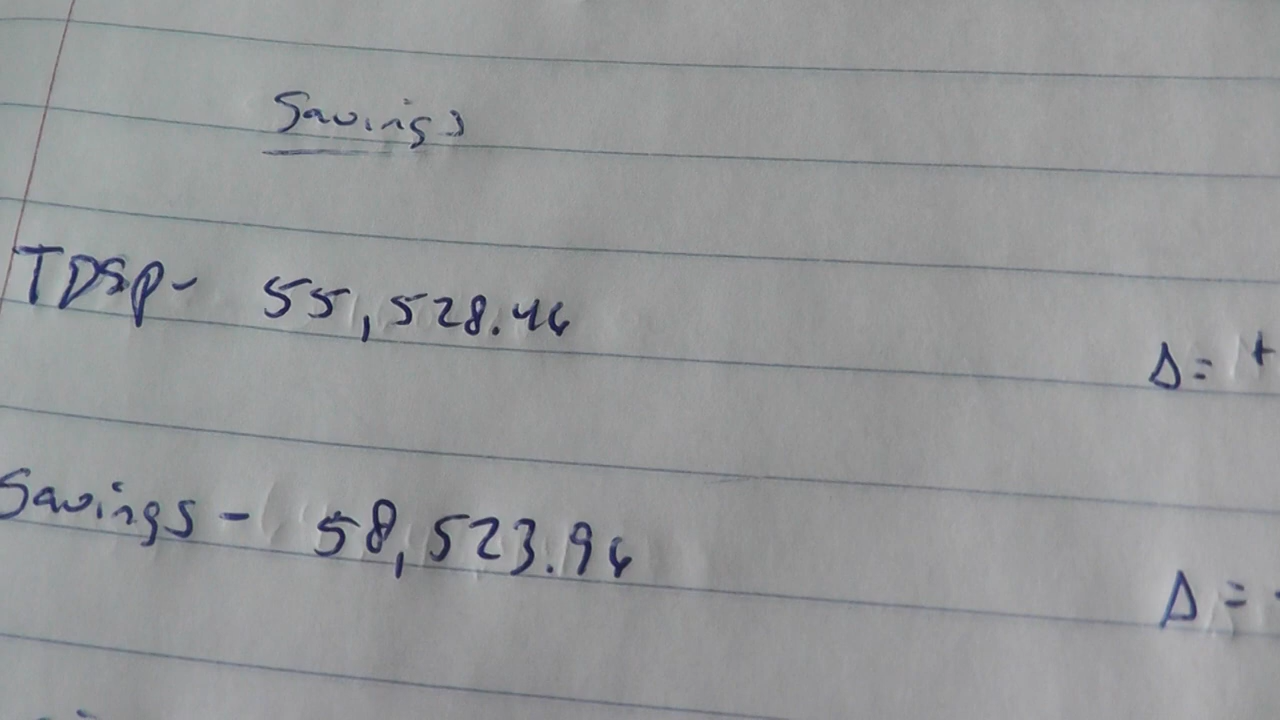 Savings
TDSP- 55,528.46 Δ= +
Savings - 58,523.96 Δ =